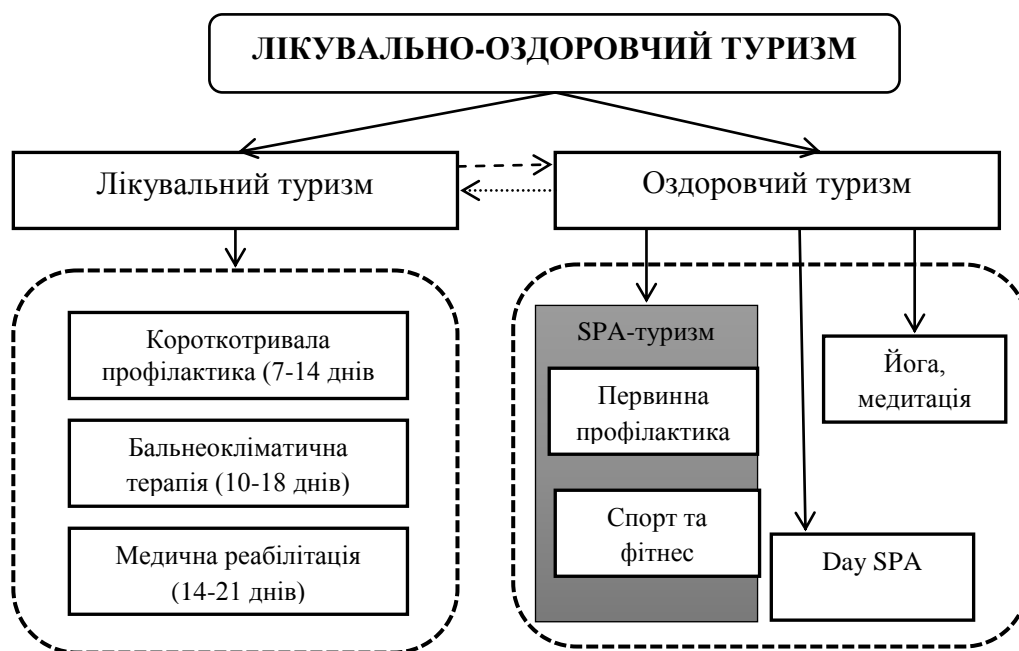 ЛІКУВАЛЬНО-ОЗДОРОВЧИЙ ТУРИЗМ
Лікувальний туризм
Оздоровчий туризм
Короткотривала
профілактика (7-14 днів
Бальнеокліматична
терапія (10-18 днів)
Медична реабілітація
(14-21 днів)
SPA-туризм
Первинна
профілактика
Спорт та
фітнес
Йога,
медитація
Day SPA